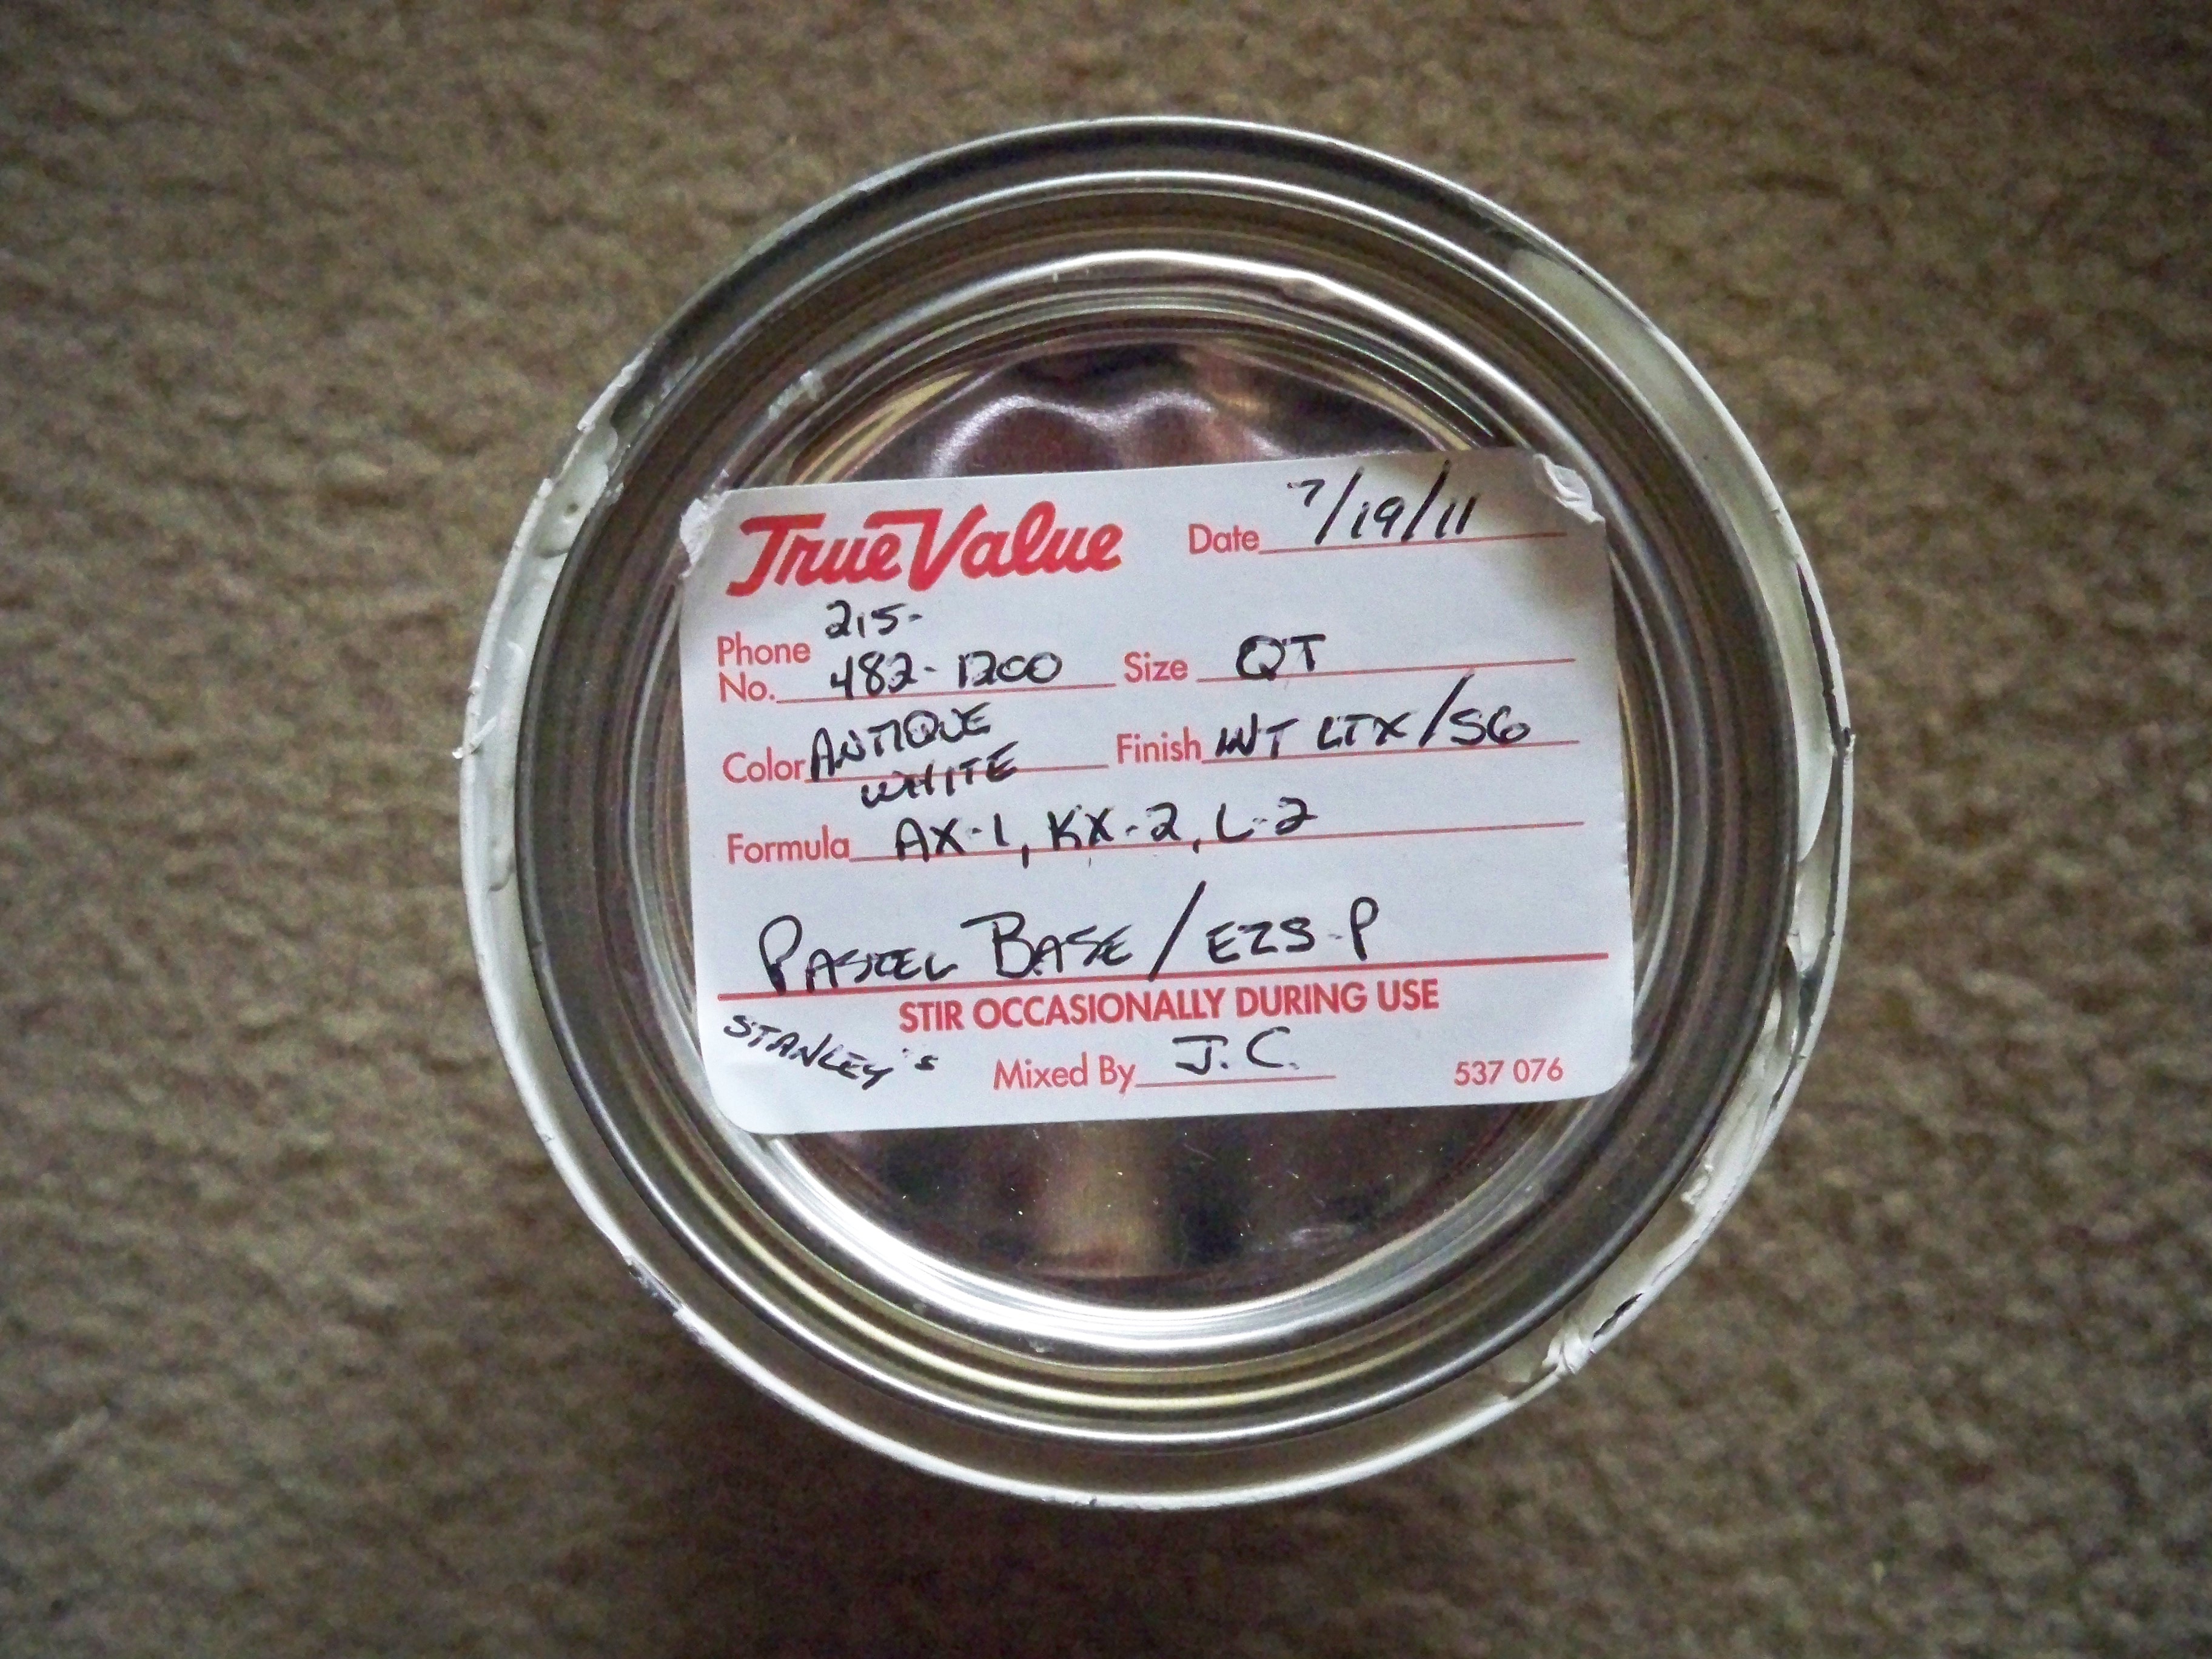 True Value Date 7/19/11
215-
Phone
No. 482-1200 Size QT
Color ANTIQUE Finish INT LTX/SG
WHITE
Formula AX-1, KX-2, L-2
PASTEL BASE/EZS-P
STIR OCCASIONALLY DURING USE
STANLEY'S Mixed By J.C. 537 076